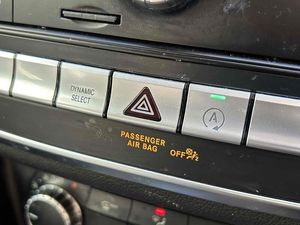 DYNAMIC
SELECT
A
PASSENGER
AIR BAG OFF